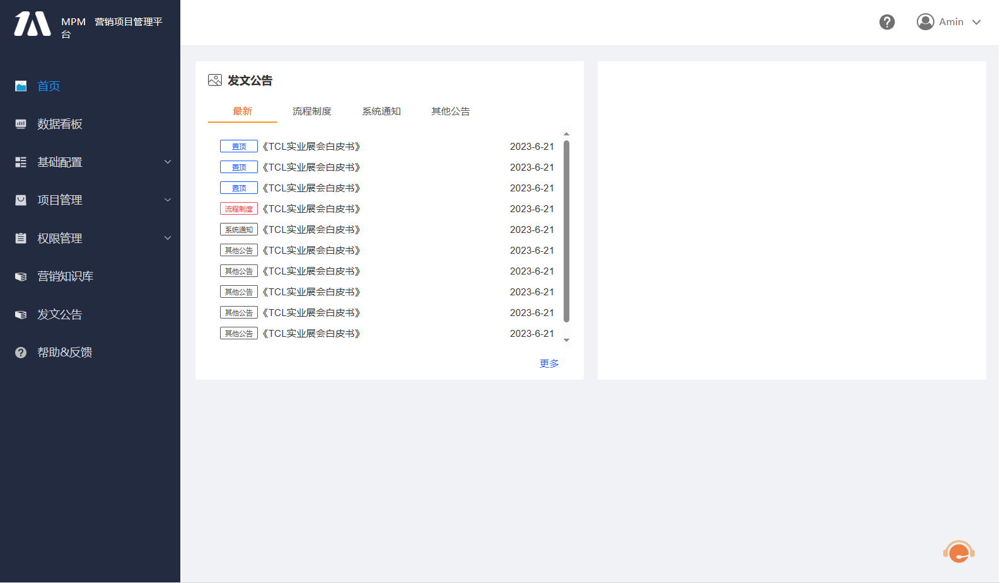 MPM 营销项目管理平
台
Amin
首页
数据看板
基础配置
项目管理
权限管理
营销知识库
发文公告
帮助&反馈
发文公告
最新 流程制度 系统通知 其他公告
置顶 《TCL实业展会白皮书》 2023-6-21
置顶 《TCL实业展会白皮书》 2023-6-21
置顶 《TCL实业展会白皮书》 2023-6-21
流程制度 《TCL实业展会白皮书》 2023-6-21
系统通知 《TCL实业展会白皮书》 2023-6-21
其他公告 《TCL实业展会白皮书》 2023-6-21
其他公告 《TCL实业展会白皮书》 2023-6-21
其他公告 《TCL实业展会白皮书》 2023-6-21
其他公告 《TCL实业展会白皮书》 2023-6-21
其他公告 《TCL实业展会白皮书》 2023-6-21
更多